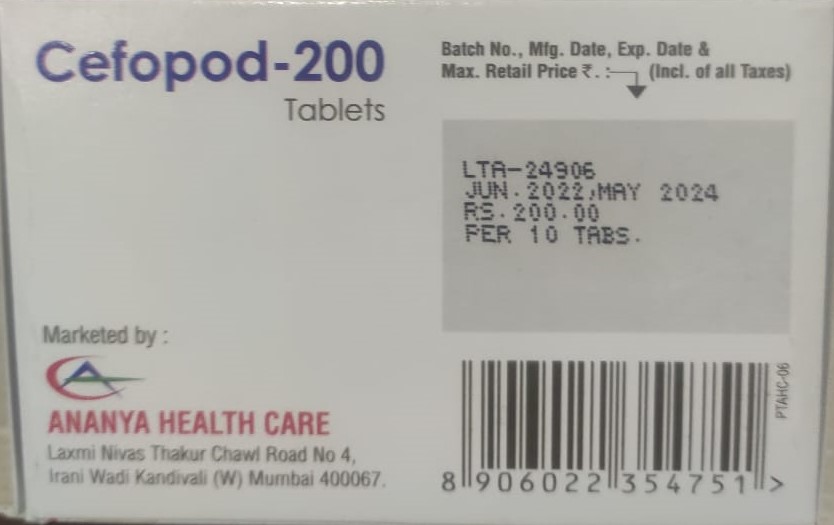 Cefopod-200
Tablets
Batch No., Mfg. Date, Exp. Date &
Max. Retail Price ₹. : (Incl. of all Taxes)
LTA-24906
JUN.2022,MAY 2024
RS.200.00
PER 10 TABS.
Marketed by :
ANANYA HEALTH CARE
Laxmi Nivas Thakur Chawl Road No 4,
Irani Wadi Kandivali (W) Mumbai 400067.
PTAHC-06
8 906022 354751 >